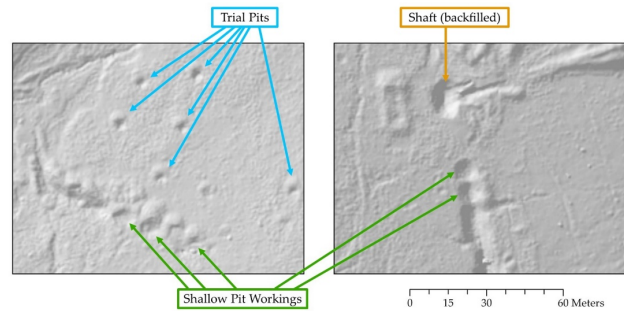 Trial Pits
Shaft (backfilled)
Shallow Pit Workings
0 15 30 60 Meters